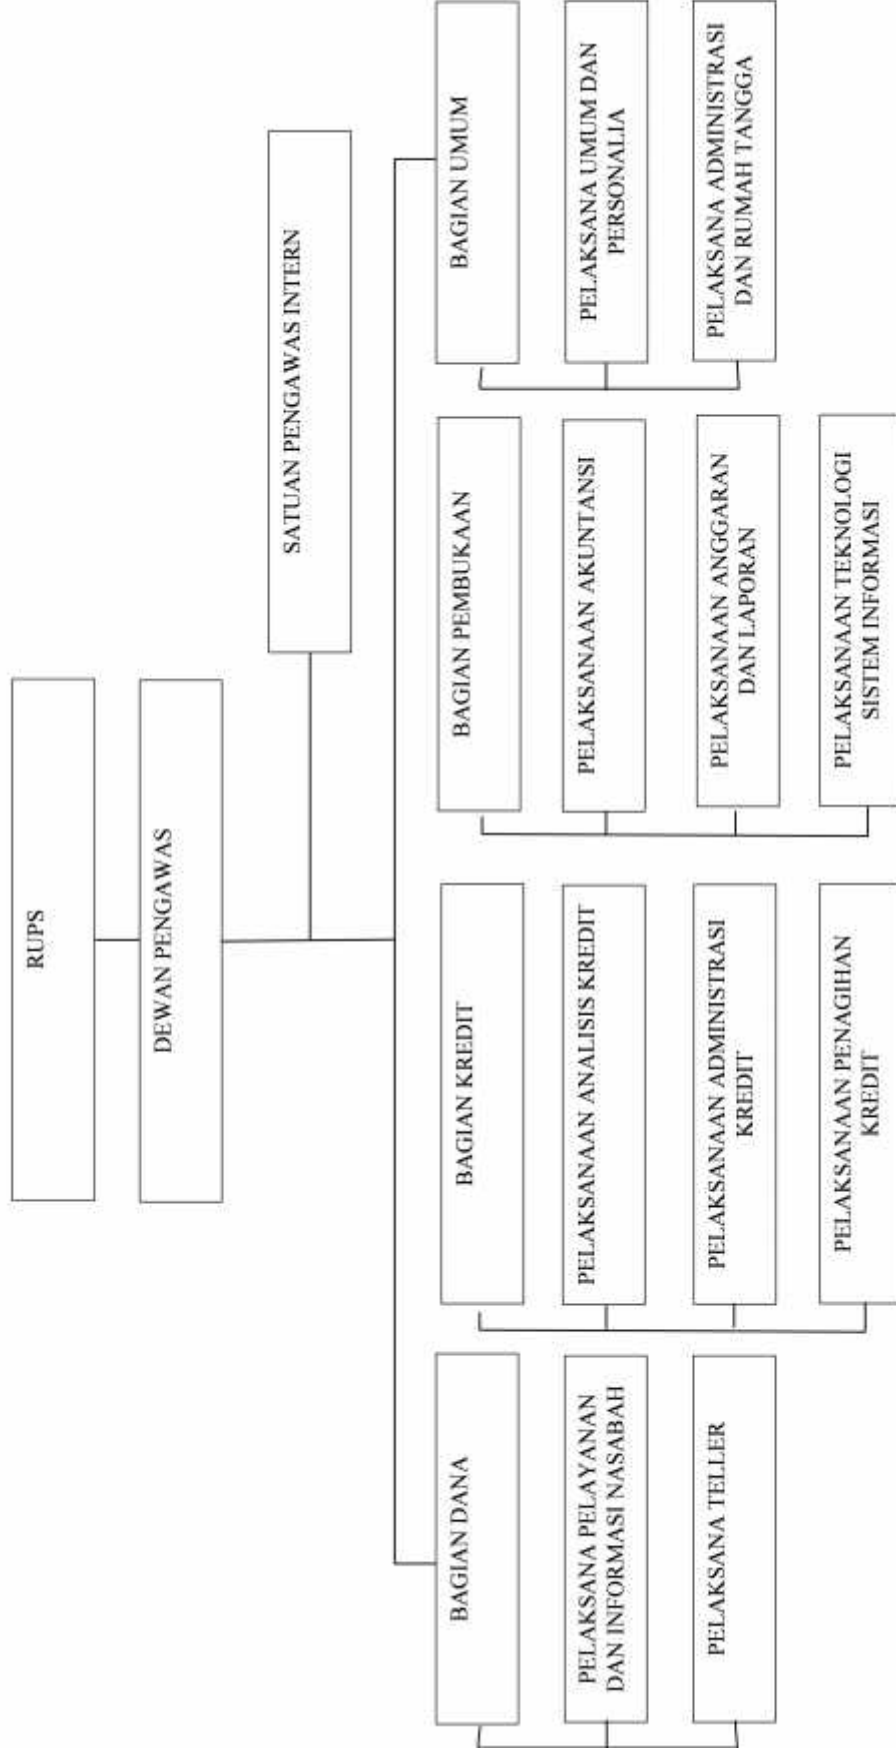 RUPS
DEWAN PENGAWAS
SATUAN PENGAWAS INTERN
BAGIAN DANA
PELAKSANA PELAYANAN
DAN INFORMASI NASABAH
PELAKSANA TELLER
BAGIAN KREDIT
PELAKSANAAN ANALISIS KREDIT
PELAKSANAAN ADMINISTRASI
KREDIT
PELAKSANAAN PENAGIHAN
KREDIT
BAGIAN PEMBUKAAN
PELAKSANAAN AKUNTANSI
PELAKSANAAN ANGGARAN
DAN LAPORAN
PELAKSANAAN TEKNOLOGI
SISTEM INFORMASI
BAGIAN UMUM
PELAKSANA UMUM DAN
PERSONALIA
PELAKSANA ADMINISTRASI
DAN RUMAH TANGGA